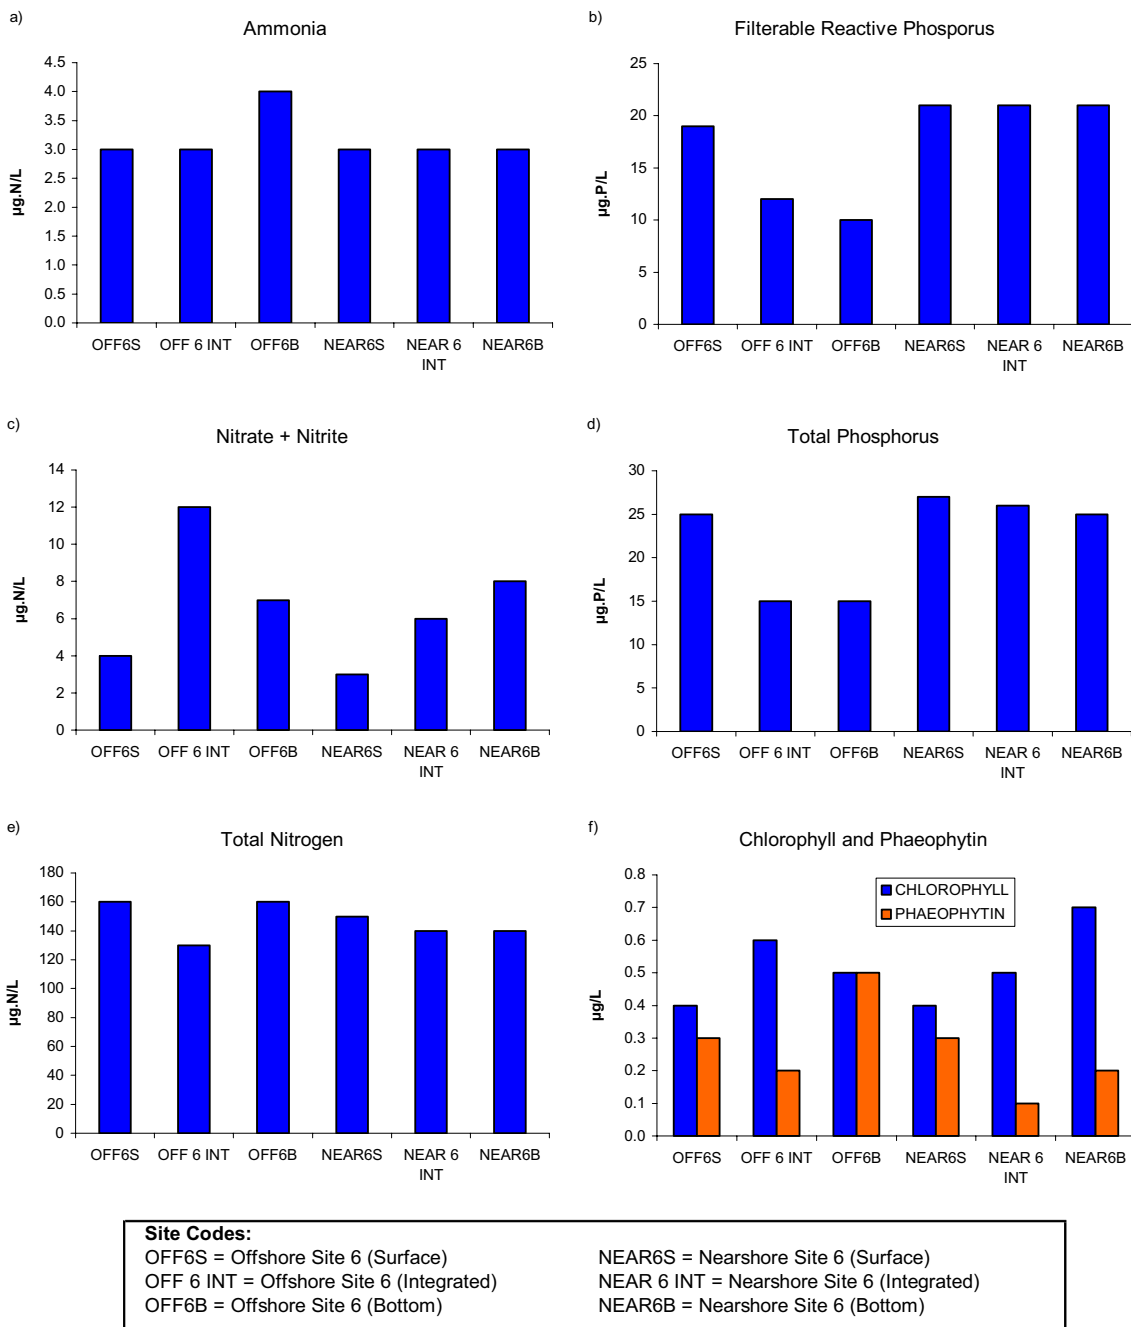 a)
Ammonia
µg.N/L
4.5
4.0
3.5
3.0
2.5
2.0
1.5
1.0
0.5
0.0
OFF6S OFF 6 INT OFF6B NEAR6S NEAR 6 NEAR6B
INT
b)
Filterable Reactive Phosporus
µg.P/L
25
20
15
10
5
0
OFF6S OFF 6 INT OFF6B NEAR6S NEAR 6 NEAR6B
INT
c)
Nitrate + Nitrite
µg.N/L
14
12
10
8
6
4
2
0
OFF6S OFF 6 INT OFF6B NEAR6S NEAR 6 NEAR6B
INT
d)
Total Phosphorus
µg.P/L
30
25
20
15
10
5
0
OFF6S OFF 6 INT OFF6B NEAR6S NEAR 6 NEAR6B
INT
e)
Total Nitrogen
µg.N/L
180
160
140
120
100
80
60
40
20
0
OFF6S OFF 6 INT OFF6B NEAR6S NEAR 6 NEAR6B
INT
f)
Chlorophyll and Phaeophytin
µg/L
0.8
0.7
0.6
0.5
0.4
0.3
0.2
0.1
0.0
CHLOROPHYLL
PHAEOPHYTIN
OFF6S OFF 6 INT OFF6B NEAR6S NEAR 6 NEAR6B
INT
Site Codes:
OFF6S = Offshore Site 6 (Surface)
OFF 6 INT = Offshore Site 6 (Integrated)
OFF6B = Offshore Site 6 (Bottom)
NEAR6S = Nearshore Site 6 (Surface)
NEAR 6 INT = Nearshore Site 6 (Integrated)
NEAR6B = Nearshore Site 6 (Bottom)